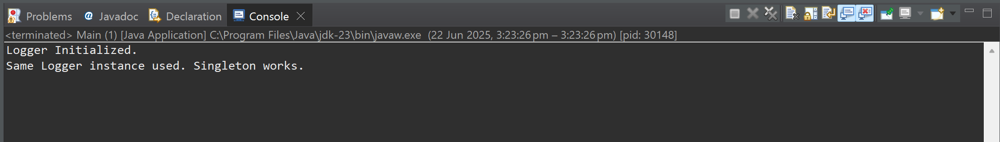 Problems @ Javadoc Declaration Console
<terminated> Main (1) [Java Application] C:\Program Files\Java\jdk-23\bin\javaw.exe (22 Jun 2025, 3:23:26 pm – 3:23:26 pm) [pid: 30148]
Logger Initialized.
Same Logger instance used. Singleton works.